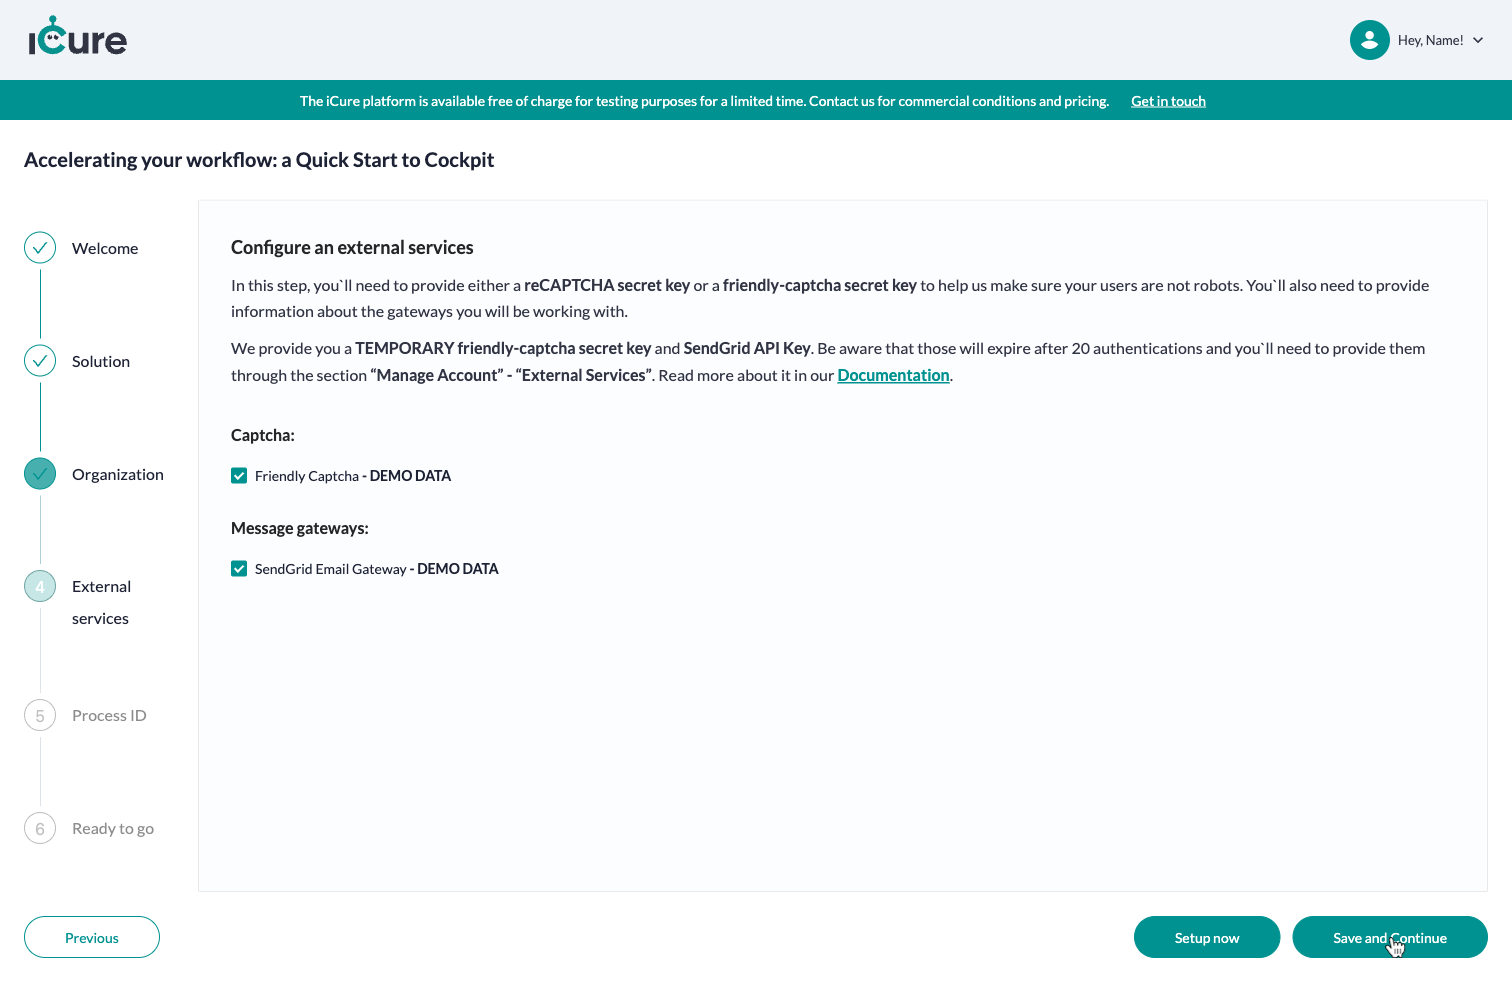 iCure
Hey, Name!
The iCure platform is available free of charge for testing purposes for a limited time. Contact us for commercial conditions and pricing. Get in touch
Accelerating your workflow: a Quick Start to Cockpit
Welcome
Solution
Organization
4 External
services
5 Process ID
6 Ready to go
Configure an external services
In this step, you`ll need to provide either a reCAPTCHA secret key or a friendly-captcha secret key to help us make sure your users are not robots. You`ll also need to provide
information about the gateways you will be working with.
We provide you a TEMPORARY friendly-captcha secret key and SendGrid API Key. Be aware that those will expire after 20 authentications and you`ll need to provide them
through the section “Manage Account” - “External Services”. Read more about it in our Documentation.
Captcha:
Friendly Captcha - DEMO DATA
Message gateways:
SendGrid Email Gateway - DEMO DATA
Previous
Setup now
Save and Continue